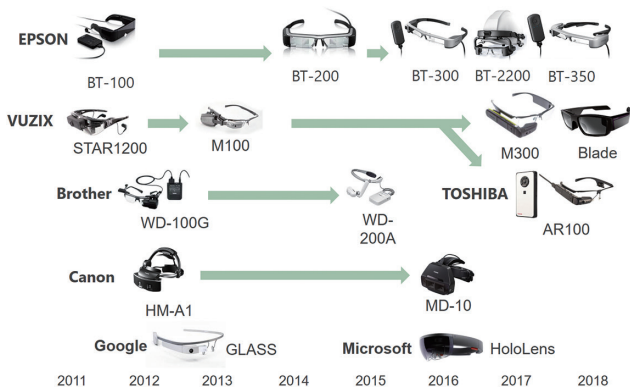 EPSON
BT-100
BT-200
BT-300
BT-2200
BT-350
VUZIX
STAR1200
M100
M300
Blade
Brother
WD-100G
WD-
200A
TOSHIBA
AR100
Canon
HM-A1
MD-10
Google
GLASS
Microsoft
HoloLens
2011 2012 2013 2014 2015 2016 2017 2018